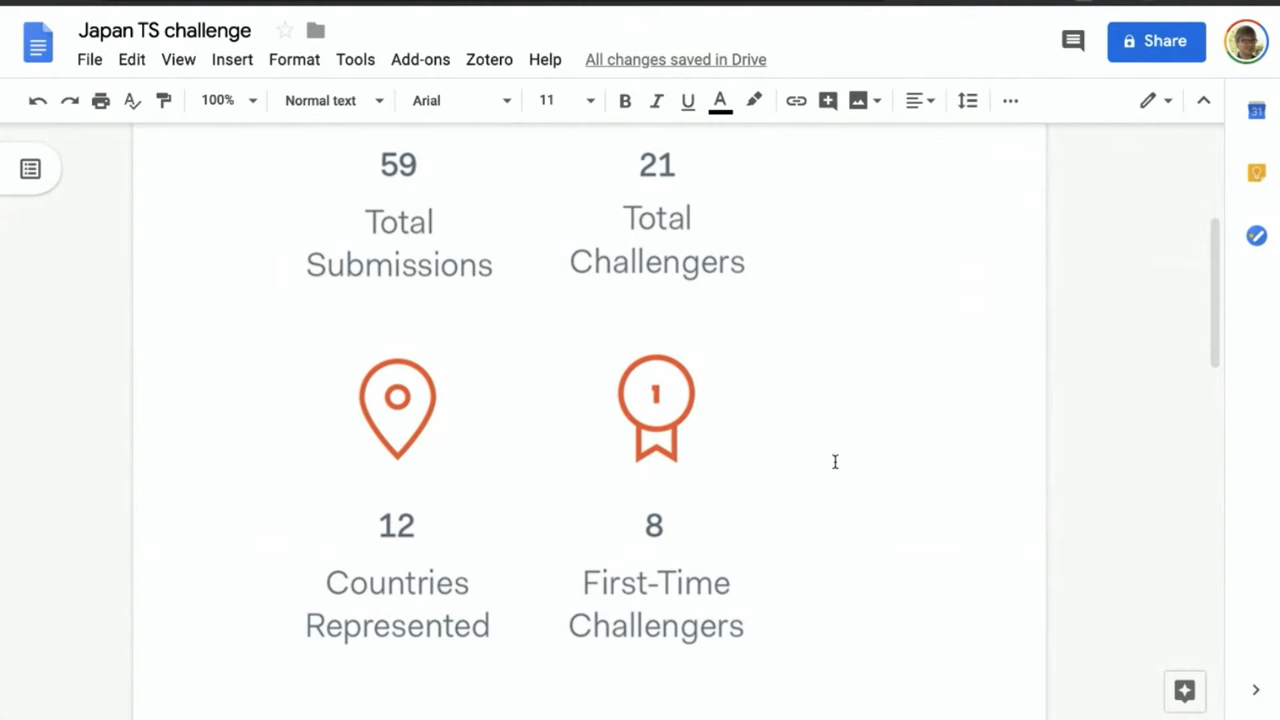 Japan TS challenge
File Edit View Insert Format Tools Add-ons Zotero Help All changes saved in Drive
Share
100% Normal text Arial 11 B I U A
31
59
Total
Submissions
21
Total
Challengers
1
12
Countries
Represented
8
First-Time
Challengers